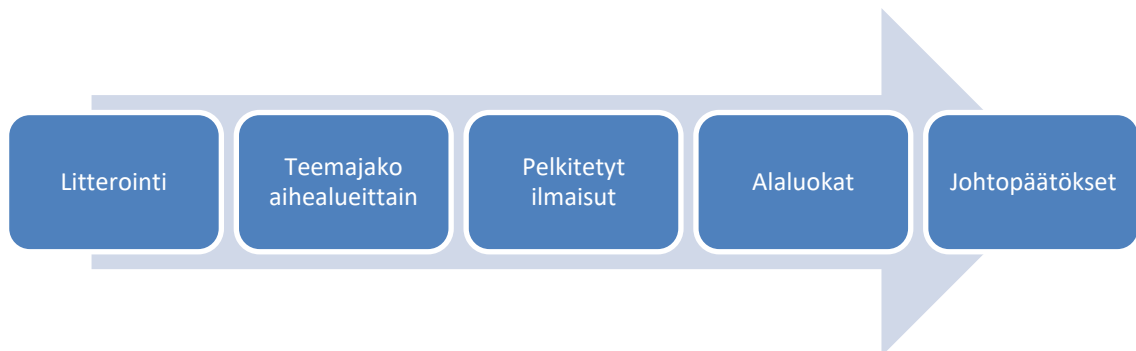 Litterointi
Teemajako
aihealueittain
Pelkitetyt
ilmaisut
Alaluokat
Johtopäätökset